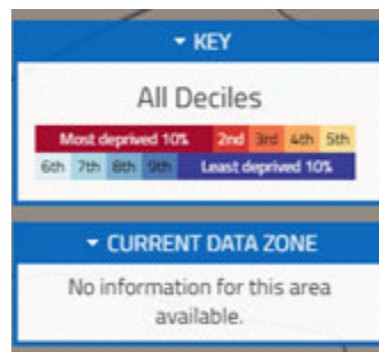 KEY
All Deciles
Most deprived 10% 2nd 3rd 4th 5th
6th 7th 8th 9th Least deprived 10%
CURRENT DATA ZONE
No information for this area
available.